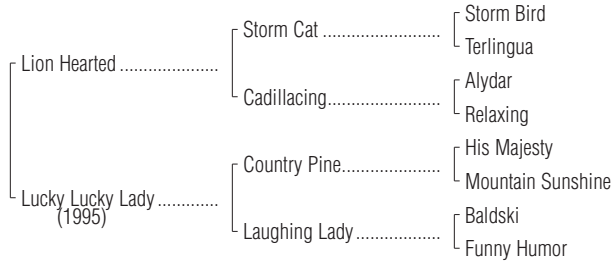 Storm Bird
Storm Cat ........................
Terlingua
Lion Hearted ....................
Alydar
Cadillacing.......................
Relaxing
His Majesty
Country Pine....................
Mountain Sunshine
Lucky Lucky Lady .............
(1995)
Baldski
Laughing Lady .................
Funny Humor